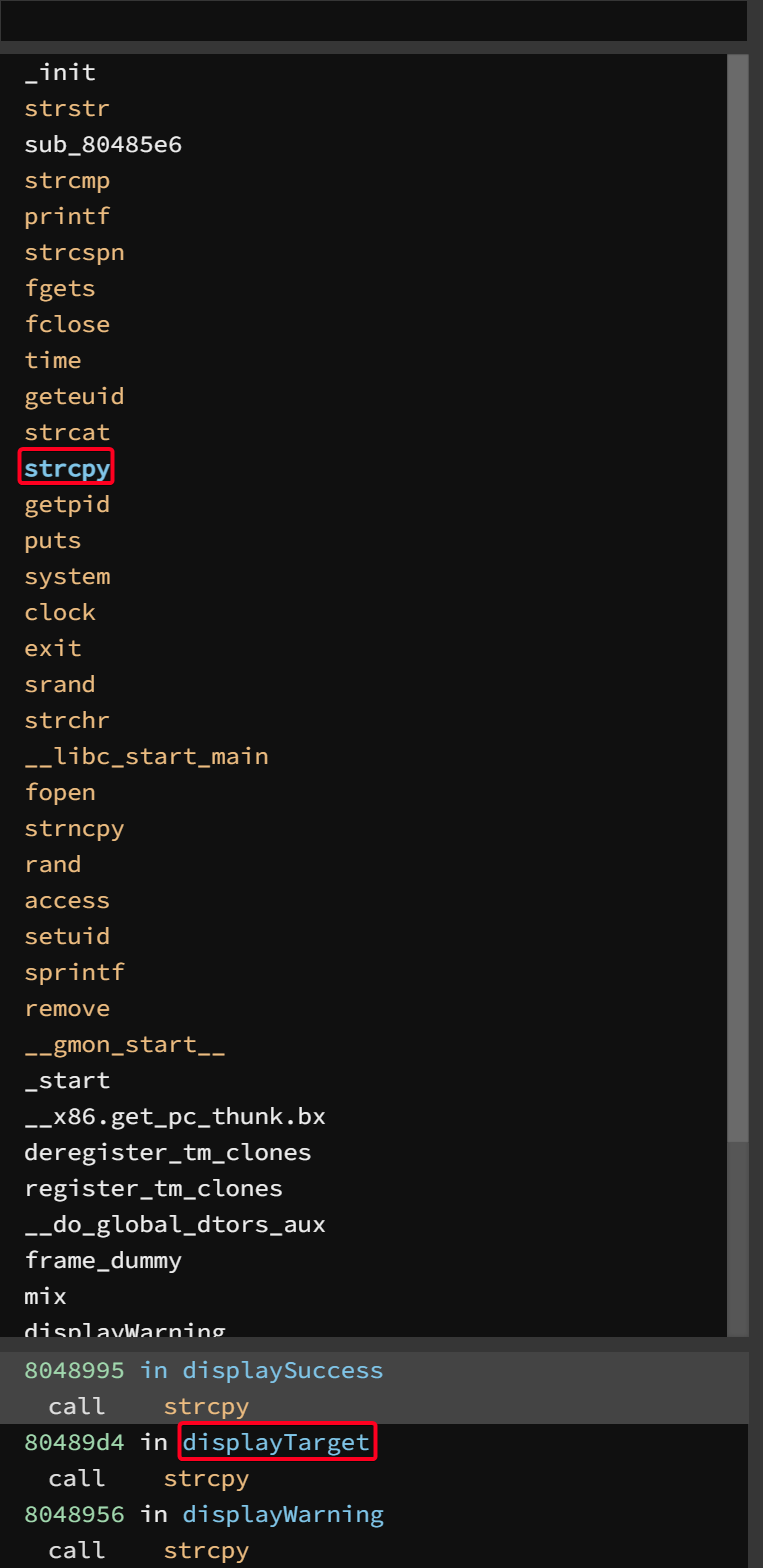 _init
strstr
sub_80485e6
strcmp
printf
strcspn
fgets
fclose
time
geteuid
strcat
strcpy
getpid
puts
system
clock
exit
srand
strchr
__libc_start_main
fopen
strncpy
rand
access
setuid
sprintf
remove
__gmon_start__
_start
__x86.get_pc_thunk.bx
deregister_tm_clones
register_tm_clones
__do_global_dtors_aux
frame_dummy
mix
displayWarning
8048995 in displaySuccess
call strcpy
80489d4 in displayTarget
call strcpy
8048956 in displayWarning
call strcpy